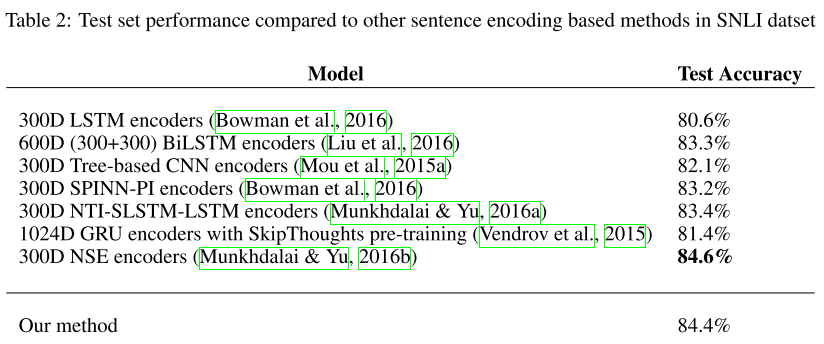 Table 2: Test set performance compared to other sentence encoding based methods in SNLI datset
Model Test Accuracy
300D LSTM encoders (Bowman et al., 2016) 80.6%
600D (300+300) BiLSTM encoders (Liu et al., 2016) 83.3%
300D Tree-based CNN encoders (Mou et al., 2015a) 82.1%
300D SPINN-PI encoders (Bowman et al., 2016) 83.2%
300D NTI-SLSTM-LSTM encoders (Munkhdalai & Yu, 2016a) 83.4%
1024D GRU encoders with SkipThoughts pre-training (Vendrov et al., 2015) 81.4%
300D NSE encoders (Munkhdalai & Yu, 2016b) 84.6%
Our method 84.4%